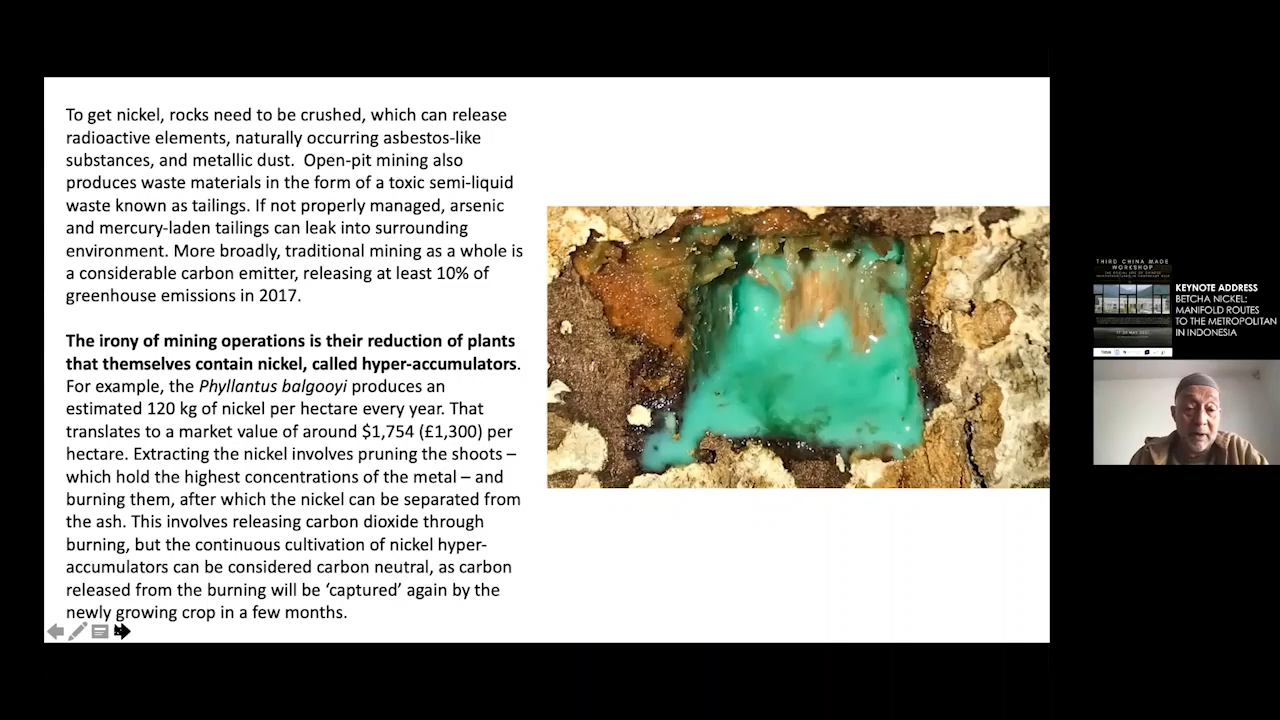 To get nickel, rocks need to be crushed, which can release
radioactive elements, naturally occurring asbestos-like
substances, and metallic dust.  Open-pit mining also
produces waste materials in the form of a toxic semi-liquid
waste known as tailings. If not properly managed, arsenic
and mercury-laden tailings can leak into surrounding
environment. More broadly, traditional mining as a whole is
a considerable carbon emitter, releasing at least 10% of
greenhouse emissions in 2017.
The irony of mining operations is their reduction of plants
that themselves contain nickel, called hyper-accumulators.
For example, the Phyllantus balgooyi produces an
estimated 120 kg of nickel per hectare every year. That
translates to a market value of around $1,754 (£1,300) per
hectare. Extracting the nickel involves pruning the shoots –
which hold the highest concentrations of the metal – and
burning them, after which the nickel can be separated from
the ash. This involves releasing carbon dioxide through
burning, but the continuous cultivation of nickel hyper-
accumulators can be considered carbon neutral, as carbon
released from the burning will be ‘captured’ again by the
newly growing crop in a few months.
THIRD CHINA MADE
WORKSHOP
KEYNOTE ADDRESS
BETCHA NICKEL:
MANIFOLD ROUTES
TO THE METROPOLITAN
IN INDONESIA